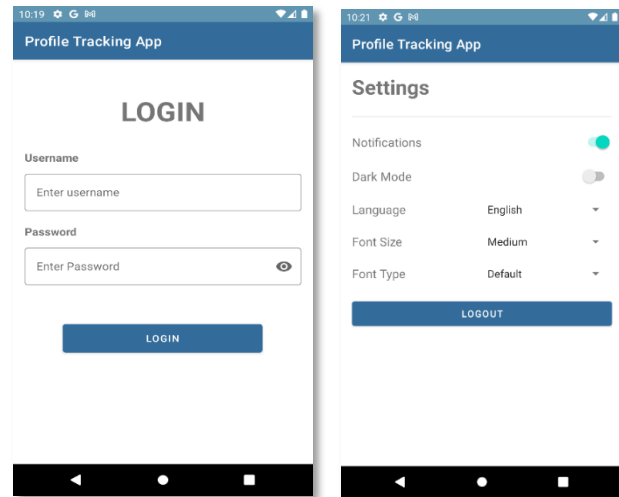 10:19 G
Profile Tracking App
LOGIN
Username
Enter username
Password
Enter Password
LOGIN
10:21 G
Profile Tracking App
Settings
Notifications
Dark Mode
Language English
Font Size Medium
Font Type Default
LOGOUT